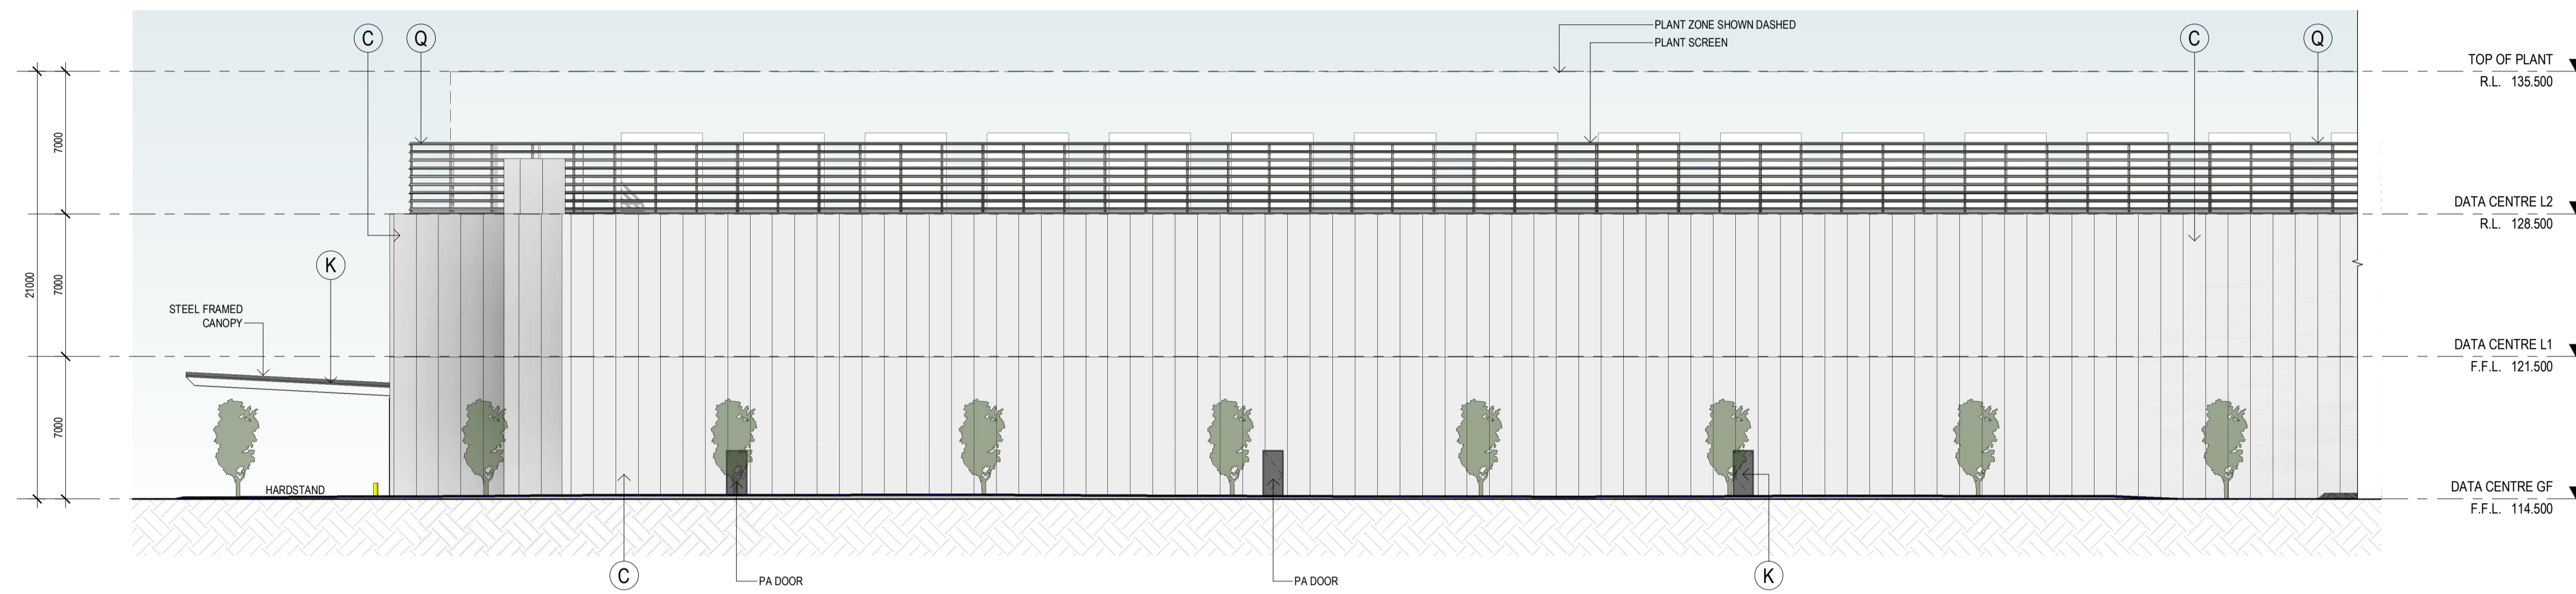 PLANT ZONE SHOWN DASHED
C
Q
PLANT SCREEN
C
Q
TOP OF PLANT
R.L. 135.500
7000
DATA CENTRE L2
R.L. 128.500
K
21000
7000
STEEL FRAMED
CANOPY
DATA CENTRE L1
F.F.L. 121.500
7000
HARDSTAND
DATA CENTRE GF
F.F.L. 114.500
C
PA DOOR
PA DOOR
K